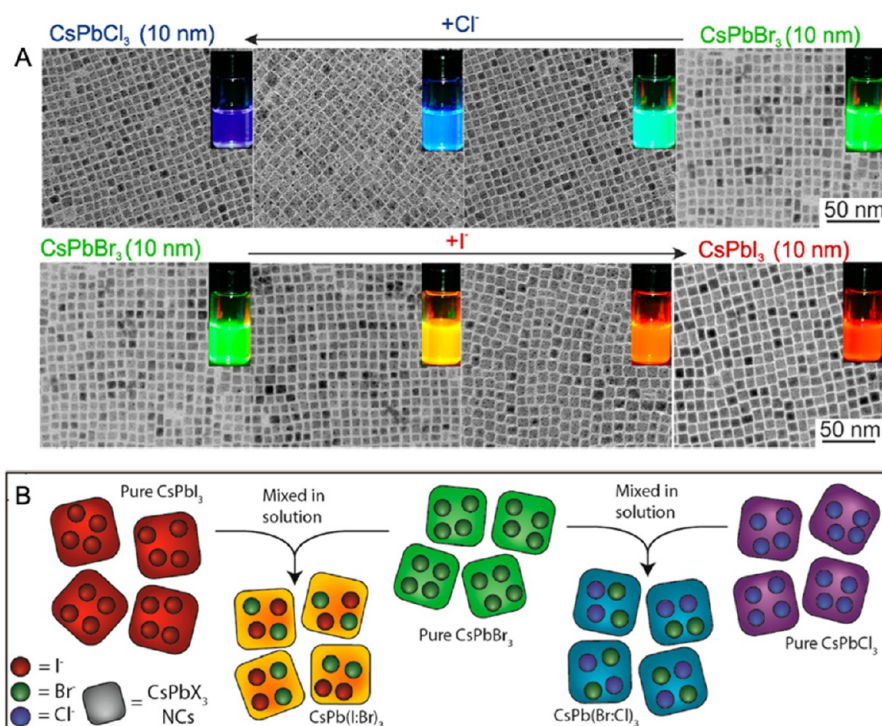 CsPbCl₃ (10 nm) +Cl⁻ CsPbBr₃ (10 nm)
A
50 nm
CsPbBr₃ (10 nm) +I⁻ CsPbI₃ (10 nm)
50 nm
B
Pure CsPbI₃
Mixed in
solution
Mixed in
solution
Pure CsPbBr₃
Pure CsPbCl₃
= I⁻
= Br⁻
= Cl⁻
= CsPbX₃
NCs
CsPb(I:Br)₃
CsPb(Br:Cl)₃